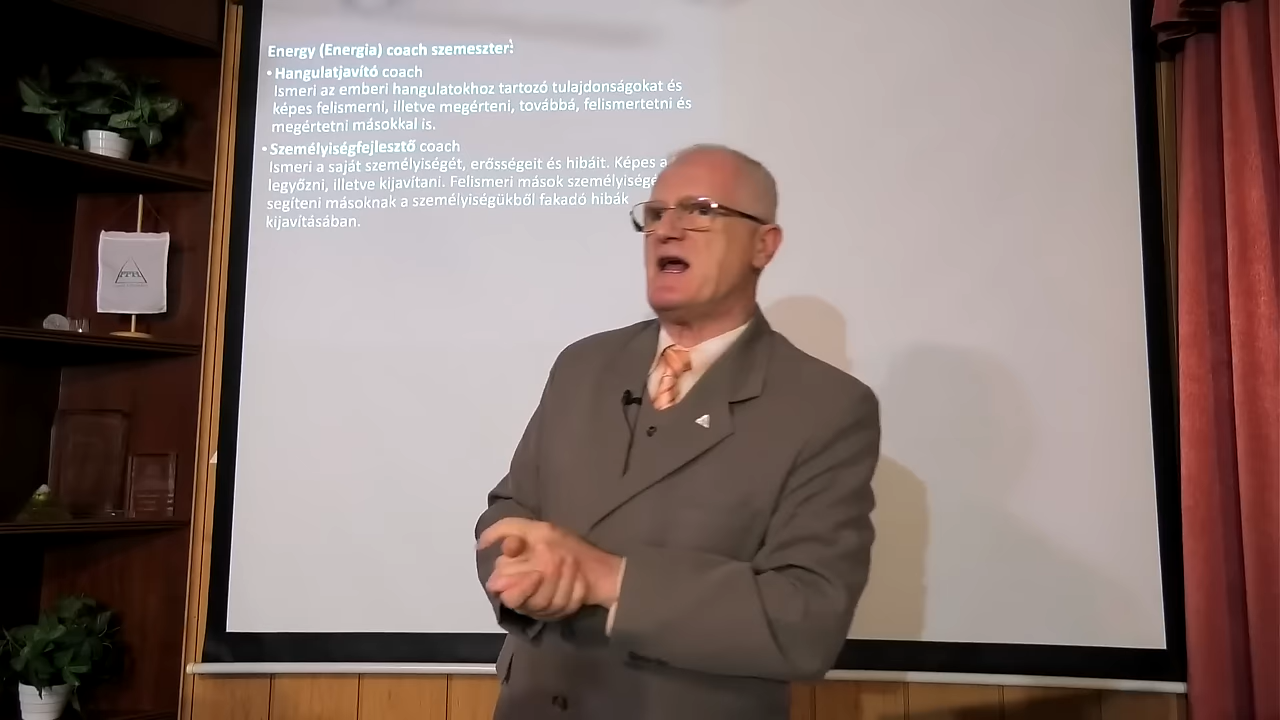 Energy (Energia) coach szemeszter:
• Hangulatjavító coach
Ismeri az emberi hangulatokhoz tartozó tulajdonságokat és
képes felismerni, illetve megérteni, továbbá, felismertetni és
megértetni másokkal is.
• Személyiségfejlesztő coach
Ismeri a saját személyiségét, erősségeit és hibáit. Képes a
legyőzni, illetve kijavítani. Felismeri mások
segíteni másoknak a személyiségükből fakadó hibák
kijavításában.